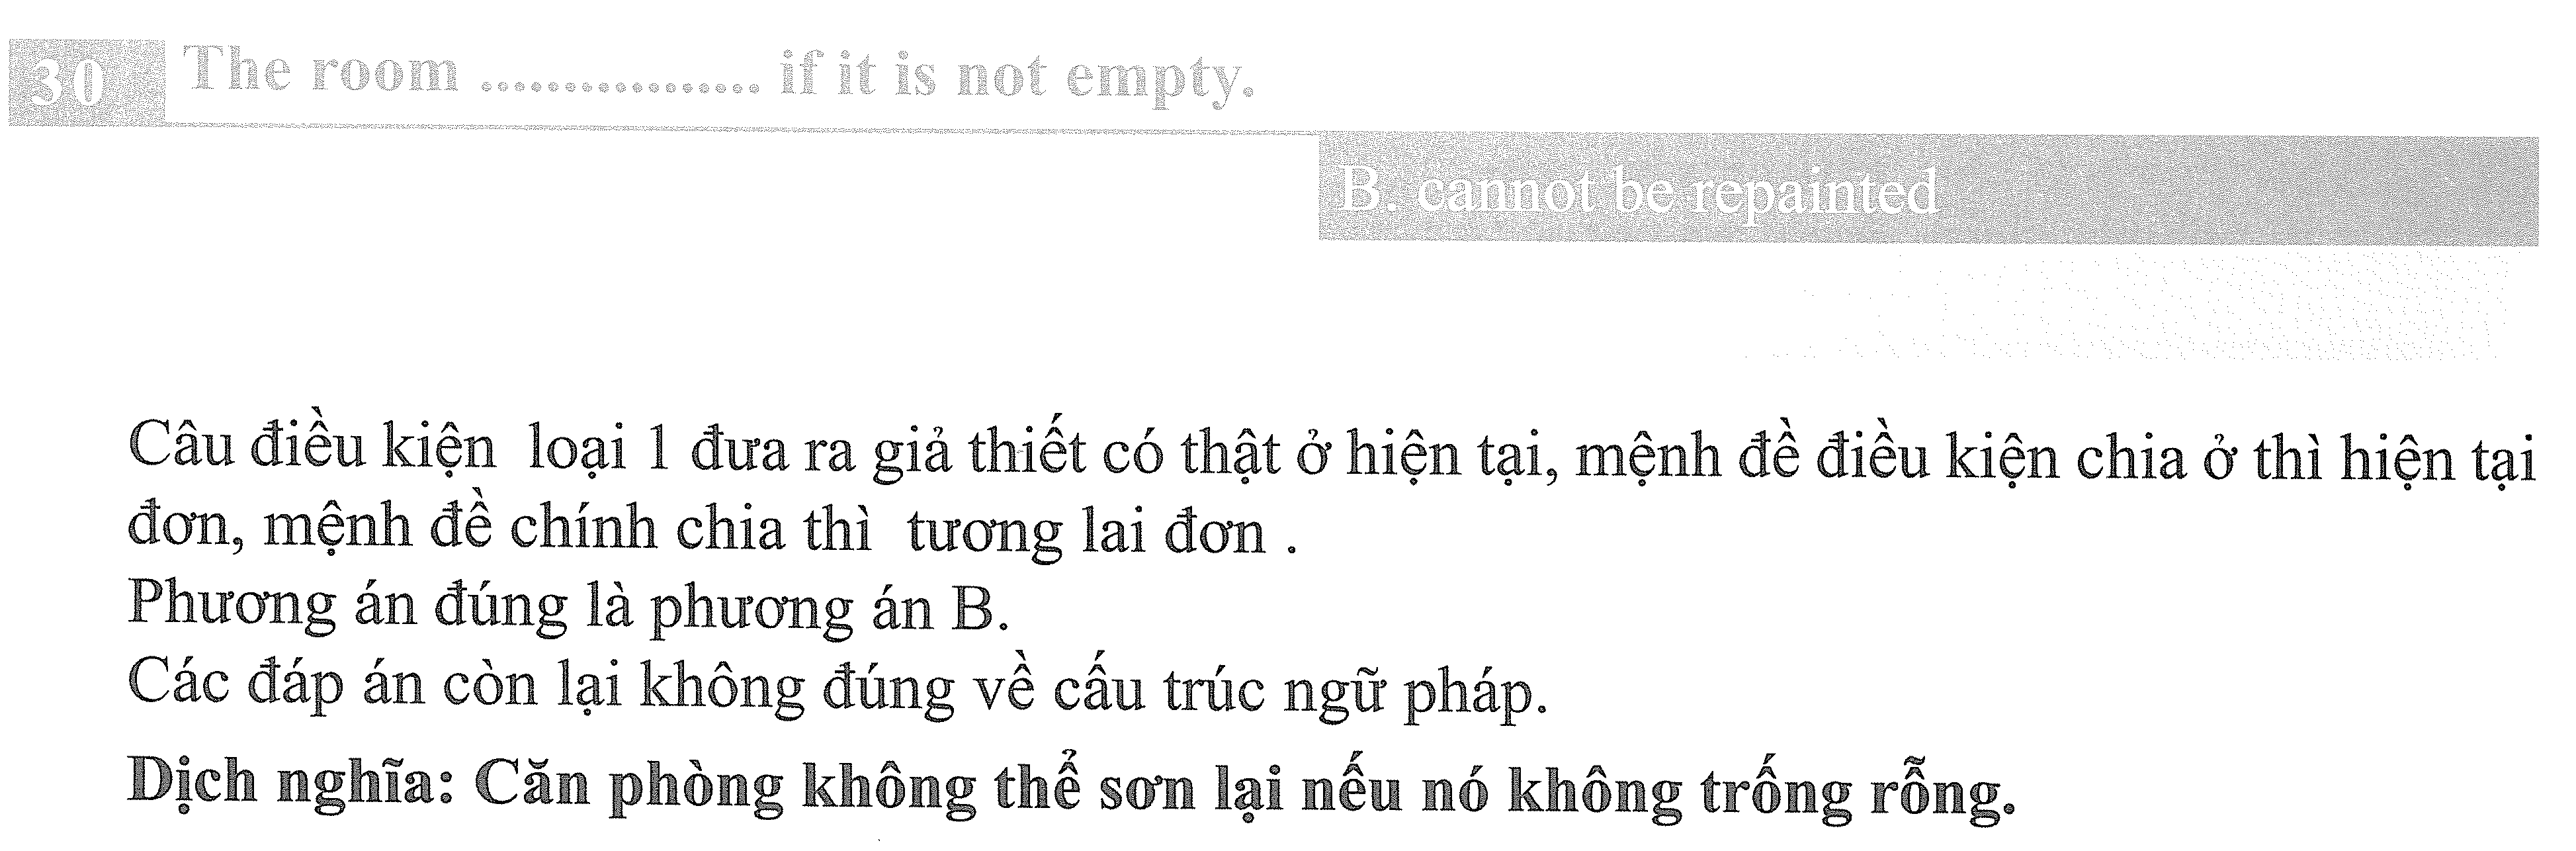 30 The room ................. if it is not empty.
B. cannot be repainted
Câu điều kiện loại 1 đưa ra giả thiết có thật ở hiện tại, mệnh đề điều kiện chia ở thì hiện tại
đơn, mệnh đề chính chia thì tương lai đơn .
Phương án đúng là phương án B.
Các đáp án còn lại không đúng về cấu trúc ngữ pháp.
Dịch nghĩa: Căn phòng không thể sơn lại nếu nó không trống rỗng.